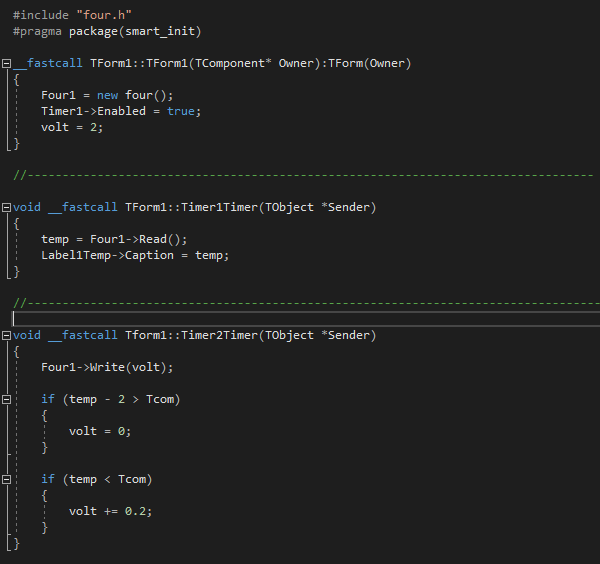 #include "four.h"
#pragma package(smart_init)
__fastcall TForm1::TForm1(TComponent* Owner):TForm(Owner)
{
Four1 = new four();
Timer1->Enabled = true;
volt = 2;
}
//---------------------------------------------------------------------------------
void __fastcall TForm1::Timer1Timer(TObject *Sender)
{
temp = Four1->Read();
Label1Temp->Caption = temp;
}
//----------------------------------------------------------------------------------
void __fastcall Tform1::Timer2Timer(TObject *Sender)
{
Four1->Write(volt);
if (temp - 2 > Tcom)
{
volt = 0;
}
if (temp < Tcom)
{
volt += 0.2;
}
}